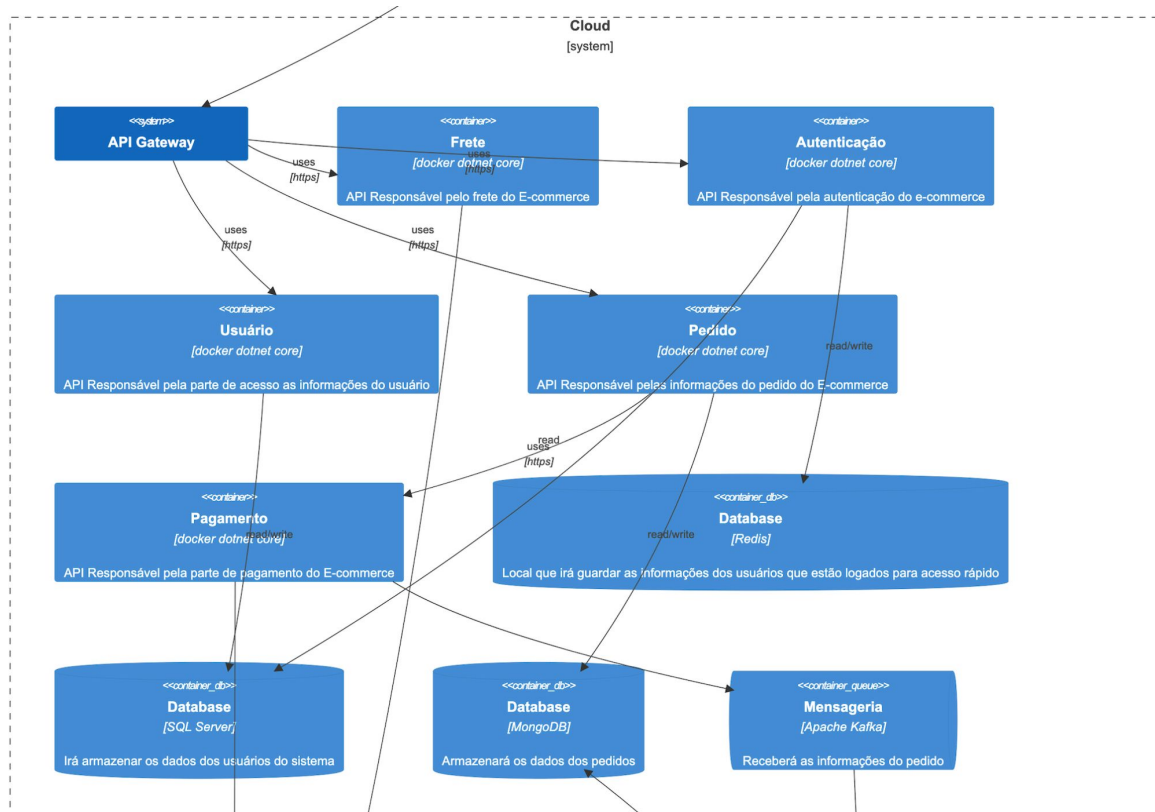 Cloud
[system]
<<system>>
API Gateway
<<container>>
Frete
[docker dotnet core]
API Responsável pelo frete do E-commerce
<<container>>
Autenticação
[docker dotnet core]
API Responsável pela autenticação do e-commerce
uses
[https]
uses
[https]
uses
[https]
uses
[https]
<<container>>
Usuário
[docker dotnet core]
API Responsável pela parte de acesso as informações do usuário
<<container>>
Pedido
[docker dotnet core]
API Responsável pelas informações do pedido do E-commerce
read/write
read
uses
[https]
<<container>>
Pagamento
[docker dotnet core]
API Responsável pela parte de pagamento do E-commerce
read/write
read/write
<<container_db>>
Database
[Redis]
Local que irá guardar as informações dos usuários que estão logados para acesso rápido
<<container_db>>
Database
[SQL Server]
Irá armazenar os dados dos usuários do sistema
<<container_db>>
Database
[MongoDB]
Armazenará os dados dos pedidos
<<container_queue>>
Mensageria
[Apache Kafka]
Receberá as informações do pedido